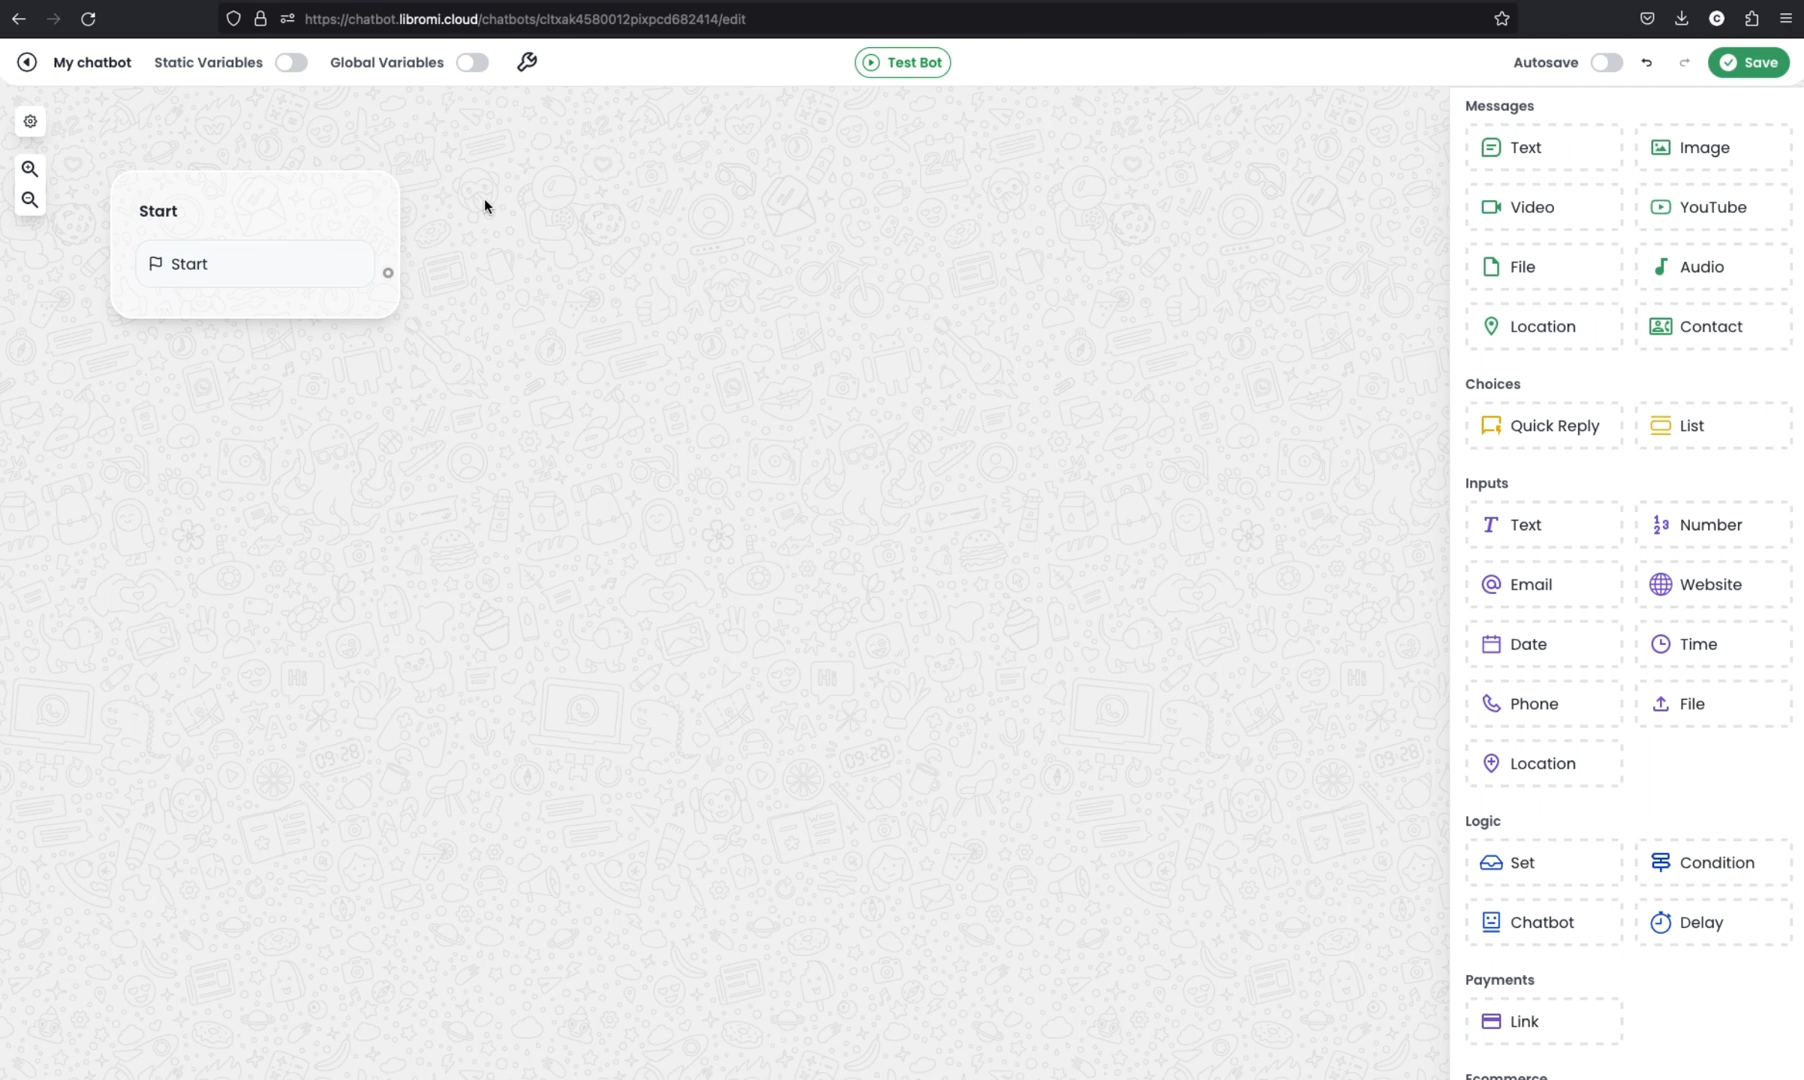 https://chatbot.libromi.cloud/chatbots/cltxak4580012pixpcd682414/edit
My chatbot Static Variables Global Variables Test Bot Autosave Save
Start
Start
Messages
Text Image
Video YouTube
File Audio
Location Contact
Choices
Quick Reply List
Inputs
Text Number
Email Website
Date Time
Phone File
Location
Logic
Set Condition
Chatbot Delay
Payments
Link
Ecommerce